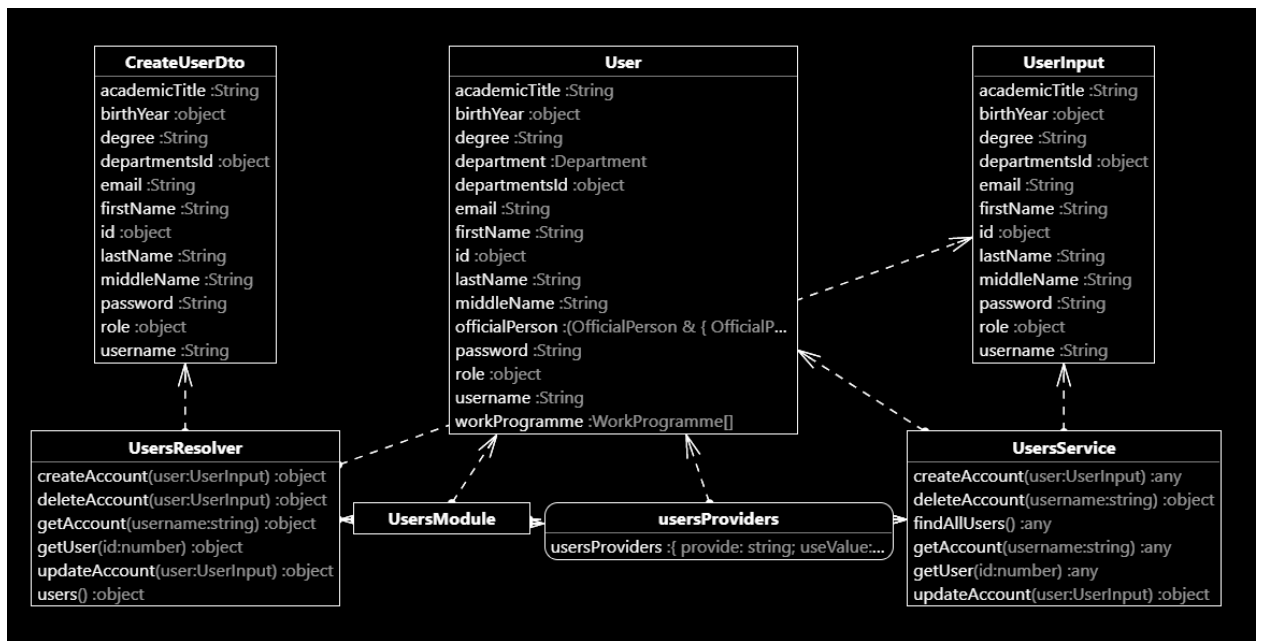 CreateUserDto
academicTitle :String
birthYear :object
degree :String
departmentsId :object
email :String
firstName :String
id :object
lastName :String
middleName :String
password :String
role :object
username :String
User
academicTitle :String
birthYear :object
degree :String
department :Department
departmentsId :object
email :String
firstName :String
id :object
lastName :String
middleName :String
officialPerson :(OfficialPerson & { OfficialP...
password :String
role :object
username :String
workProgramme :WorkProgramme[]
UserInput
academicTitle :String
birthYear :object
degree :String
departmentsId :object
email :String
firstName :String
id :object
lastName :String
middleName :String
password :String
role :object
username :String
UsersResolver
createAccount(user:UserInput) :object
deleteAccount(user:UserInput) :object
getAccount(username:string) :object
getUser(id:number) :object
updateAccount(user:UserInput) :object
users() :object
UsersModule
usersProviders
usersProviders :{ provide: string; useValue:...
UsersService
createAccount(user:UserInput) :any
deleteAccount(username:string) :object
findAllUsers() :any
getAccount(username:string) :any
getUser(id:number) :any
updateAccount(user:UserInput) :object